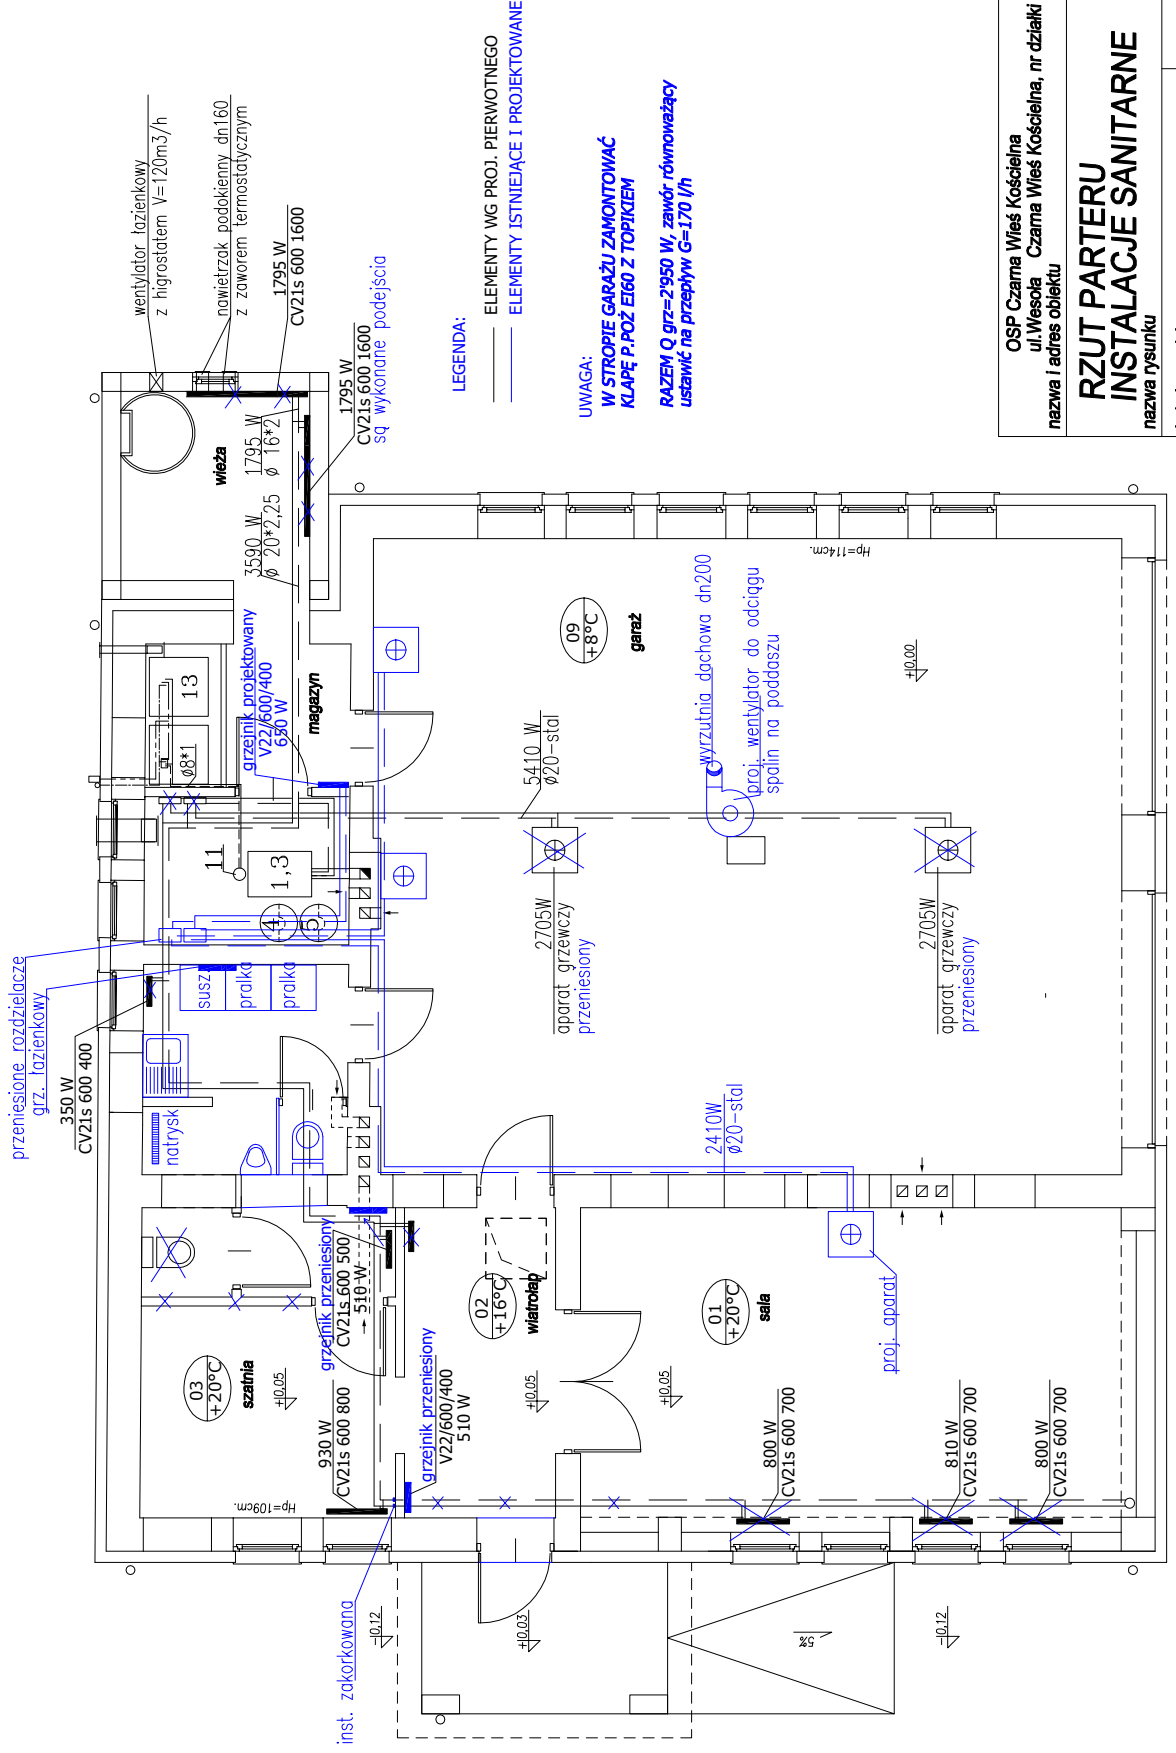 wentylator łazienkowy
z higrostatem V=120m3/h
nawietrzak podokienny dn160
z zaworem termostatycznym
1795 W
CV21s 600 1600
1795 W
CV21s 600 1600
są wykonane podejścia
wieża
3590 W
ø 20*2,25
1795 W
ø 16*2
LEGENDA:
ELEMENTY WG PROJ. PIERWOTNEGO
ELEMENTY ISTNIEJĄCE I PROJEKTOWANE
UWAGA:
W STROPIE GARAŻU ZAMONTOWAĆ
KLAPĘ P.POŻ EI60 Z TOPIKIEM
RAZEM Q grz=2'950 W, zawór równoważący
ustawić na przepływ G=170 l/h
OSP Czarna Wieś Kościelna
ul.Wesoła   Czarna Wieś Kościelna, nr działki
nazwa i adres obiektu
RZUT PARTERU
INSTALACJE SANITARNE
nazwa rysunku
grzejnik projektowany
V22/600/400
650 W
magazyn
13
ø8*1
11
1,3
4
5
przeniesione rozdzielacze
grz. łazienkowy
350 W
CV21s 600 400
susz.
pralka
pralka
natrysk
09
+8°C
garaż
Hp=114cm.
+0,00
5410 W
ø20-stal
wyrzutnia dachowa dn200
proj. wentylator do odciągu
spalin na poddaszu
2705W
aparat grzewczy
przeniesiony
2705W
aparat grzewczy
przeniesiony
2410W
ø20-stal
grzejnik przeniesiony
CV21s 600 500
510 W
02
+16°C
wiatrołap
01
+20°C
sala
proj. aparat
03
+20°C
szatnia
+0,05
+0,05
+0,05
930 W
CV21s 600 800
grzejnik przeniesiony
V22/600/400
510 W
800 W
CV21s 600 700
810 W
CV21s 600 700
800 W
CV21s 600 700
Hp=109cm.
inst. zakorkowana
-0,12
+0,03
5%
-0,12